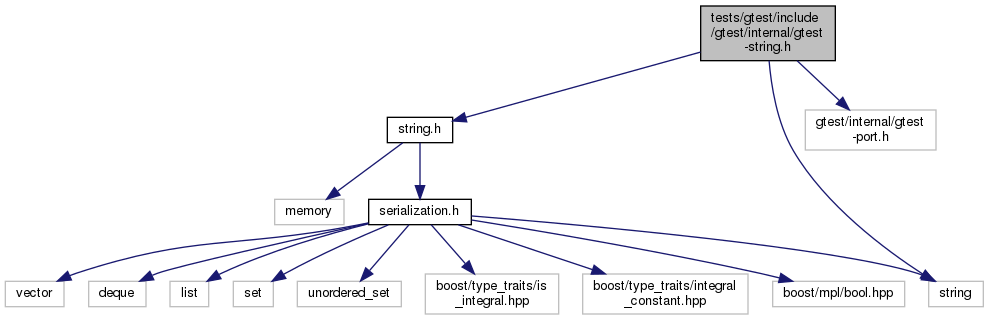 tests/gtest/include
/gtest/internal/gtest
-string.h
string.h
gtest/internal/gtest
-port.h
memory
serialization.h
vector
deque
list
set
unordered_set
boost/type_traits/is
_integral.hpp
boost/type_traits/integral
_constant.hpp
boost/mpl/bool.hpp
string